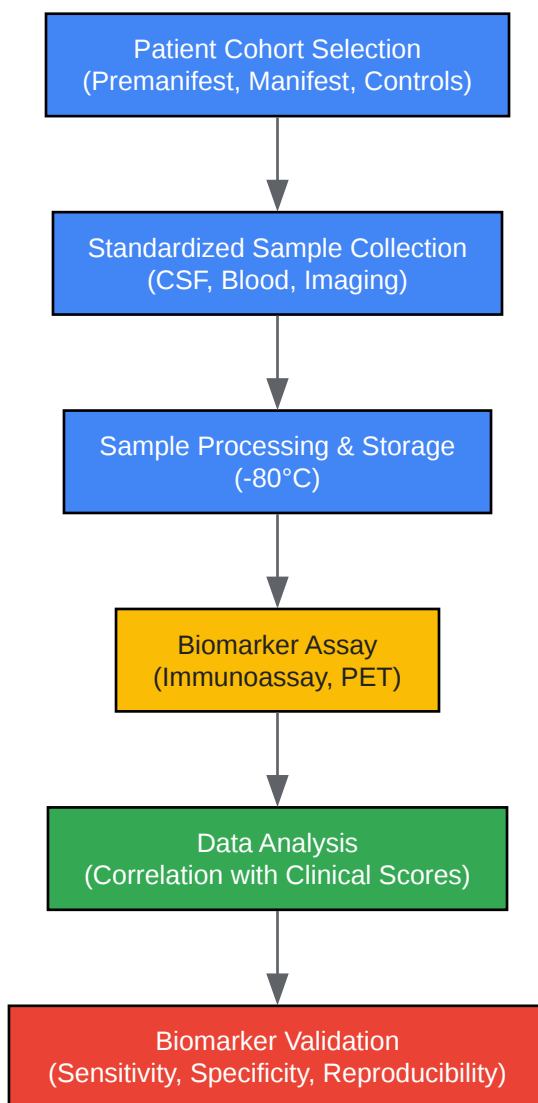 Patient Cohort Selection
(Premanifest, Manifest, Controls)
Standardized Sample Collection
(CSF, Blood, Imaging)
Sample Processing & Storage
(-80°C)
Biomarker Assay
(Immunoassay, PET)
Data Analysis
(Correlation with Clinical Scores)
Biomarker Validation
(Sensitivity, Specificity, Reproducibility)